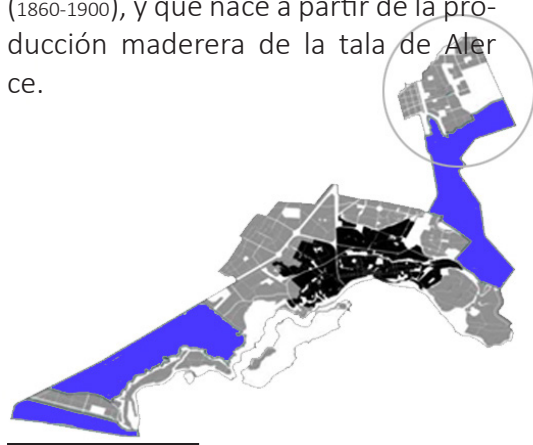 (1860-1900), y que nace a partir de la pro-
ducción maderera de la tala de Aler
ce.